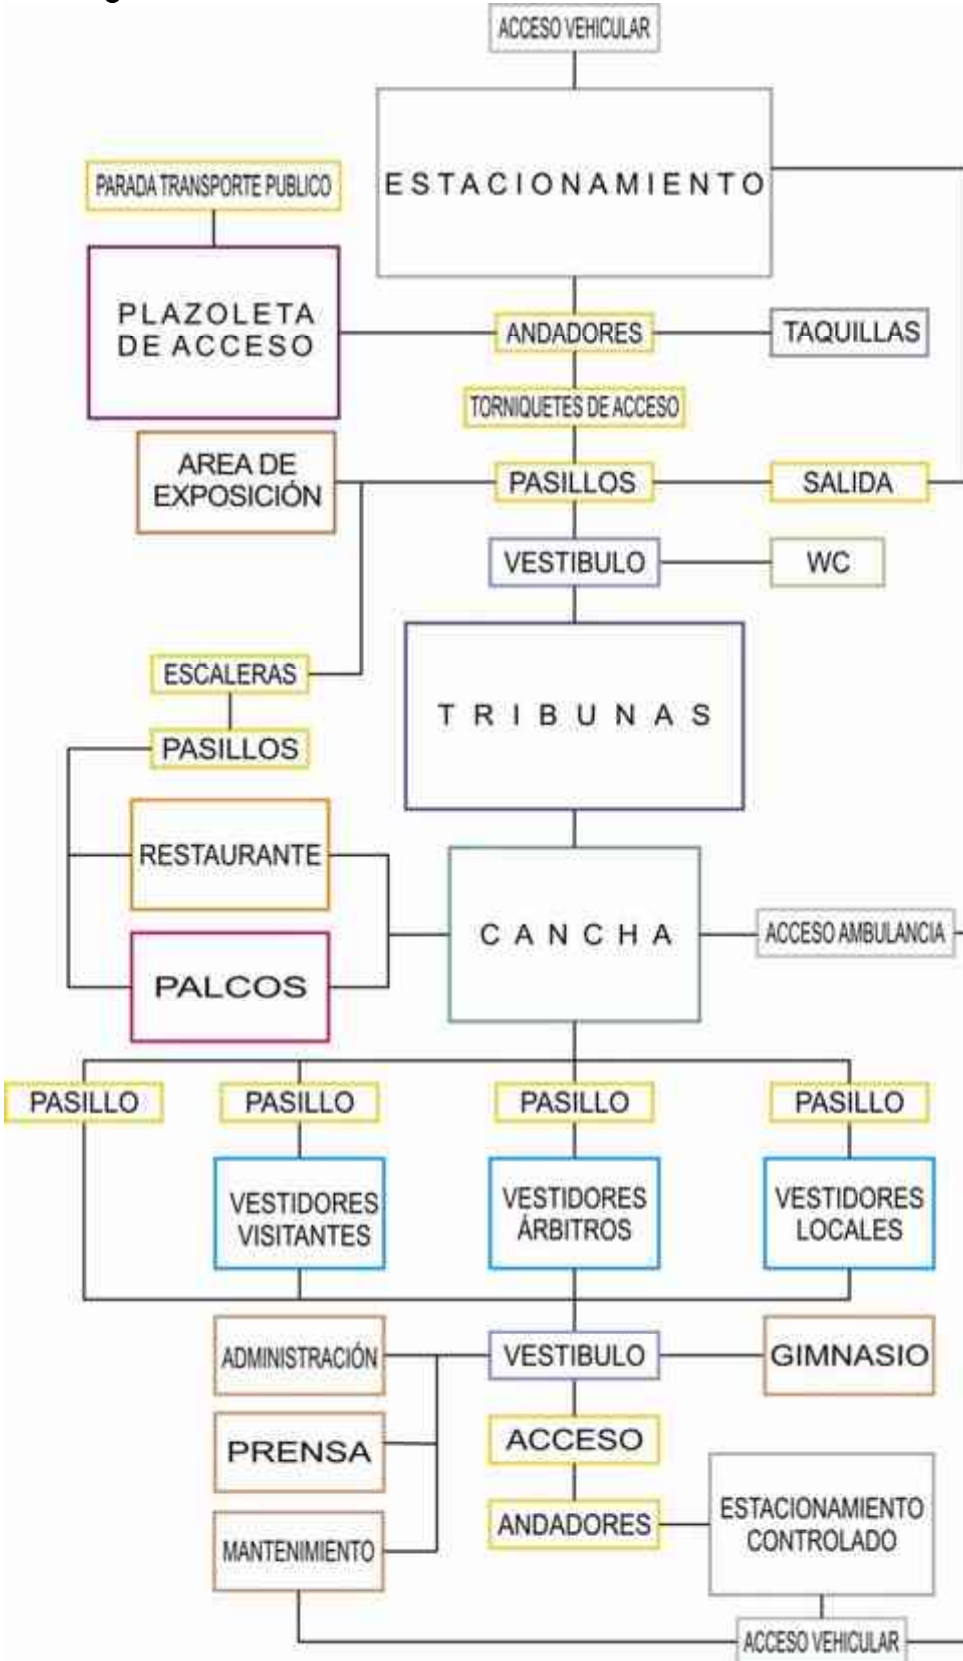 ACCESO VEHICULAR
ESTACIONAMIENTO
PARADA TRANSPORTE PUBLICO
PLAZOLETA
DE ACCESO
ANDADORES
TAQUILLAS
TORNIQUETES DE ACCESO
AREA DE
EXPOSICIÓN
PASILLOS
SALIDA
VESTIBULO
WC
ESCALERAS
TRIBUNAS
PASILLOS
RESTAURANTE
CANCHA
ACCESO AMBULANCIA
PALCOS
PASILLO
PASILLO
PASILLO
PASILLO
VESTIDORES
VISITANTES
VESTIDORES
ÁRBITROS
VESTIDORES
LOCALES
ADMINISTRACIÓN
VESTIBULO
GIMNASIO
PRENSA
ACCESO
MANTENIMIENTO
ANDADORES
ESTACIONAMIENTO
CONTROLADO
ACCESO VEHICULAR